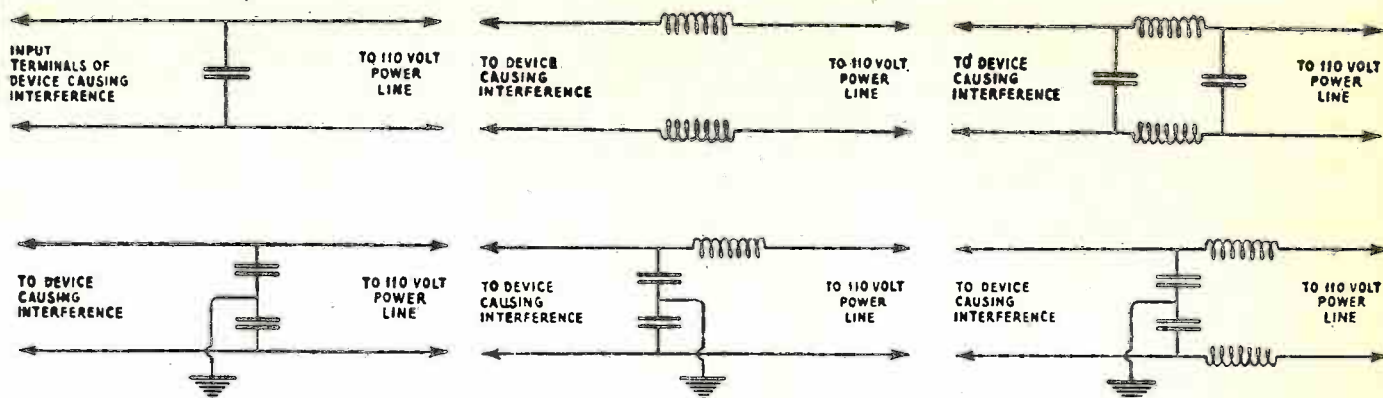 INPUT
TERMINALS OF
DEVICE CAUSING
INTERFERENCE
TO 110 VOLT
POWER
LINE
TO DEVICE
CAUSING
INTERFERENCE
TO 110 VOLT
POWER
LINE
TO DEVICE
CAUSING
INTERFERENCE
TO 110 VOLT
POWER
LINE
TO DEVICE
CAUSING
INTERFERENCE
TO 110 VOLT
POWER
LINE
TO DEVICE
CAUSING
INTERFERENCE
TO 110 VOLT
POWER
LINE
TO DEVICE
CAUSING
INTERFERENCE
TO 110 VOLT
POWER
LINE